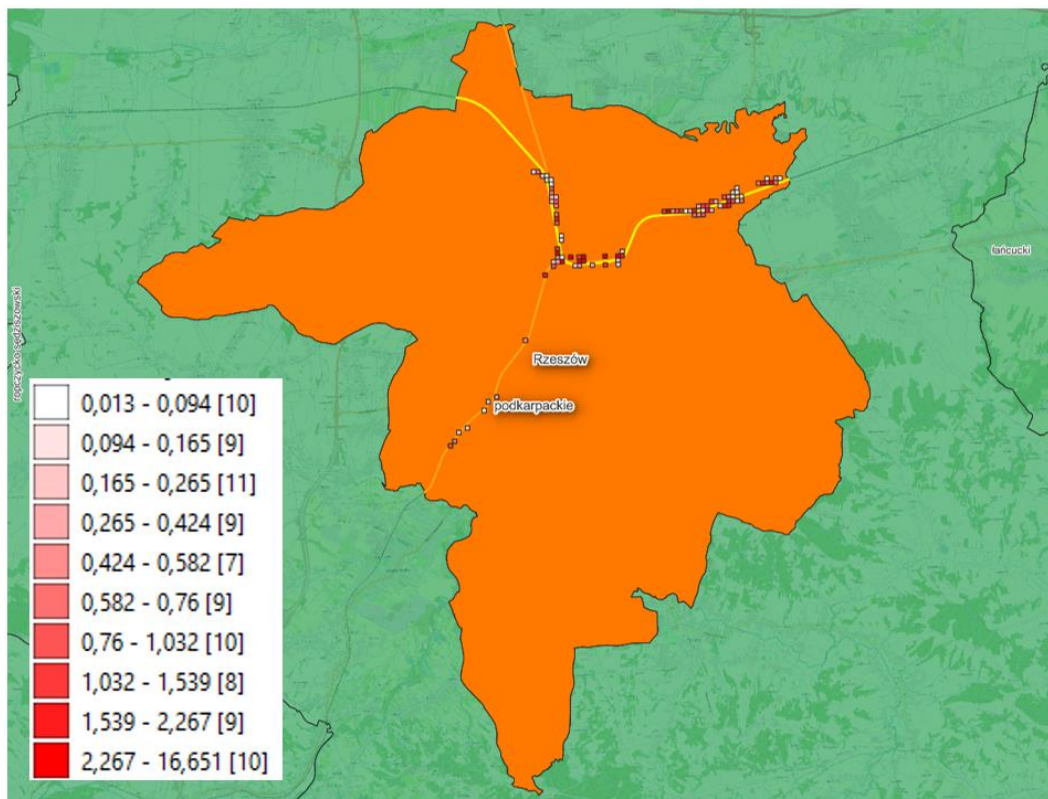 łańcucki
ropczycko-sędziszowski
Rzeszów
podkarpackie
0,013 - 0,094 [10]
0,094 - 0,165 [9]
0,165 - 0,265 [11]
0,265 - 0,424 [9]
0,424 - 0,582 [7]
0,582 - 0,76 [9]
0,76 - 1,032 [10]
1,032 - 1,539 [8]
1,539 - 2,267 [9]
2,267 - 16,651 [10]